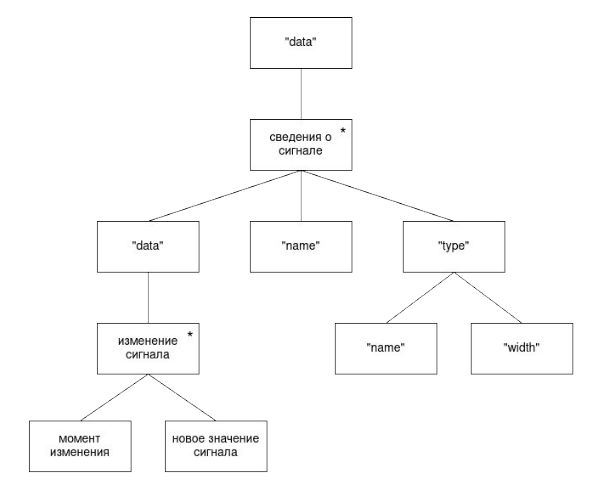 "data"
сведения о *
сигнале
"data"
"name"
"type"
изменение *
сигнала
"name"
"width"
момент
изменения
новое значение
сигнала